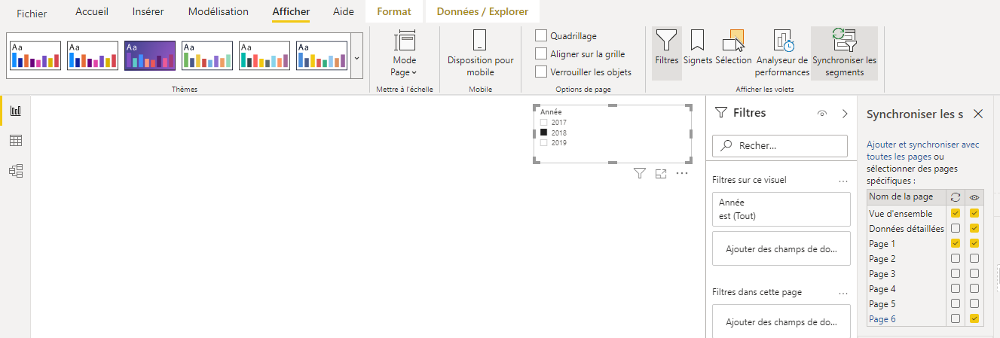 Fichier
Accueil
Insérer
Modélisation
Afficher
Aide
Format
Données / Explorer
Aa
Aa
Aa
Aa
Aa
Aa
Thèmes
Mode
Page
Mettre à l'échelle
Disposition pour
mobile
Mobile
Quadrillage
Aligner sur la grille
Verrouiller les objets
Options de page
Filtres
Signets
Sélection
Analyseur de
performances
Synchroniser les
segments
Afficher les volets
Année
2017
2018
2019
Filtres
Recher...
Filtres sur ce visuel
Année
est (Tout)
Ajouter des champs de do...
Filtres dans cette page
Ajouter des champs de do...
Synchroniser les s
Ajouter et synchroniser avec
toutes les pages ou
sélectionner des pages
spécifiques :
Nom de la page
Vue d'ensemble
Données détaillées
Page 1
Page 2
Page 3
Page 4
Page 5
Page 6